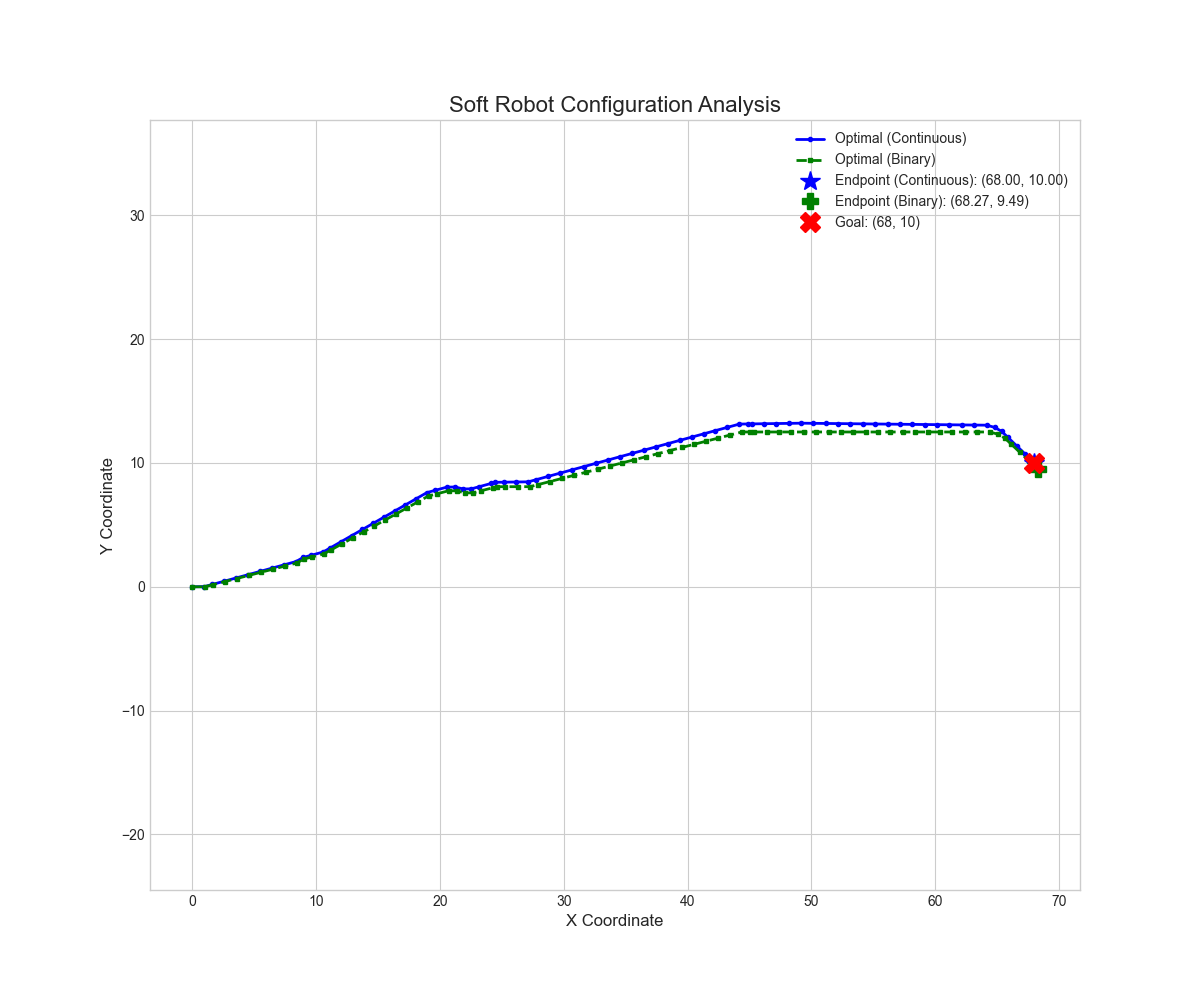 Soft Robot Configuration Analysis
Optimal (Continuous)
Optimal (Binary)
Endpoint (Continuous): (68.00, 10.00)
Endpoint (Binary): (68.27, 9.49)
Goal: (68, 10)
30
20
10
0
−10
−20
Y Coordinate
0 10 20 30 40 50 60 70
X Coordinate